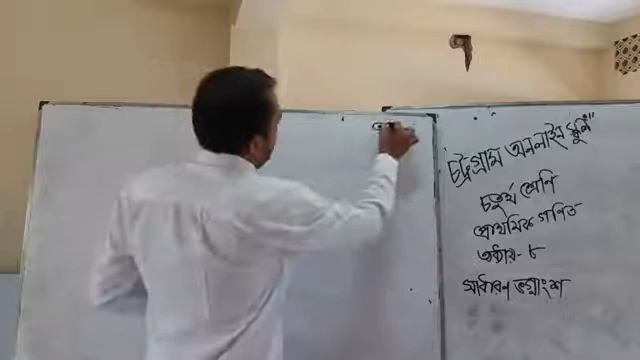 "চট্টগ্রাম অনলাইন স্কুলিং"
চতুর্থ শ্রেণি
প্রাথমিক গণিত
অধ্যায়- ৮
সাধারণ ভগ্নাংশ